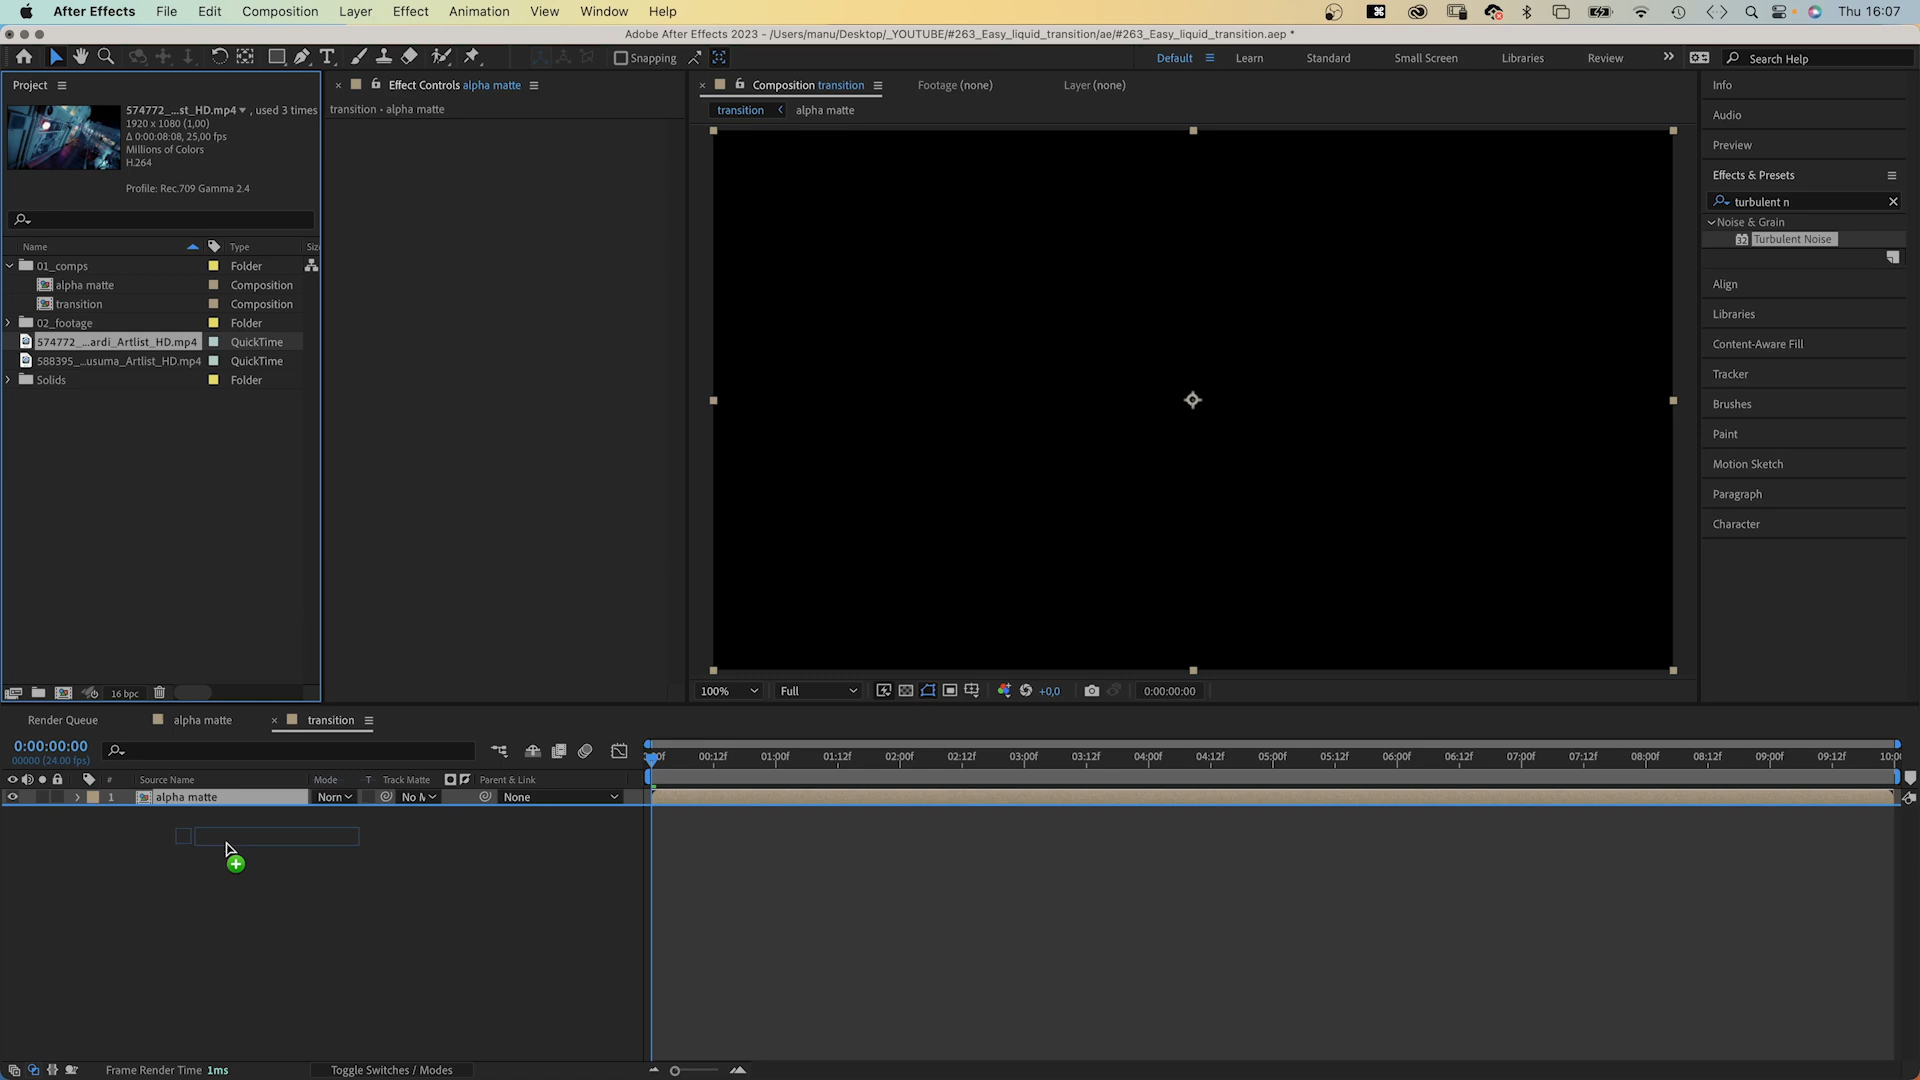 After Effects File Edit Composition Layer Effect Animation View Window Help Thu 16:07
Adobe After Effects 2023 - /Users/manu/Desktop/_YOUTUBE/#263_Easy_liquid_transition/ae/#263_Easy_liquid_transition.aep *
Snapping Default Learn Standard Small Screen Libraries Review Search Help
Project
574772_...st_HD.mp4 , used 3 times
1920 x 1080 (1,00)
Δ 0:00:08:08, 25,00 fps
Millions of Colors
H.264
Profile: Rec.709 Gamma 2.4
Name Type Siz
01_comps Folder
alpha matte Composition
transition Composition
02_footage Folder
574772_...ardi_Artlist_HD.mp4 QuickTime
588395_...usuma_Artlist_HD.mp4 QuickTime
Solids Folder
16 bpc
Effect Controls alpha matte
transition • alpha matte
Composition transition Footage (none) Layer (none)
transition alpha matte
100% Full +0,0 0:00:00:00
Info
Audio
Preview
Effects & Presets
turbulent n
Noise & Grain
32 Turbulent Noise
Align
Libraries
Content-Aware Fill
Tracker
Brushes
Paint
Motion Sketch
Paragraph
Character
Render Queue alpha matte transition
0:00:00:00
00000 (24.00 fps)
00f 00:12f 01:00f 01:12f 02:00f 02:12f 03:00f 03:12f 04:00f 04:12f 05:00f 05:12f 06:00f 06:12f 07:00f 07:12f 08:00f 08:12f 09:00f 09:12f 10:0
# Source Name Mode T Track Matte Parent & Link
1 alpha matte Norn No M None
Frame Render Time 1ms Toggle Switches / Modes